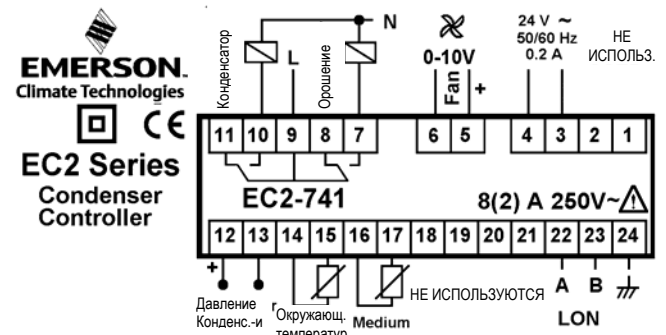 EMERSON.
Climate Technologies
CE
EC2 Series
Condenser
Controller
Конденсатор
L
Орошение
N
0-10V
Fan
+
24 V ~
50/60 Hz
0.2 A
НЕ
ИСПОЛЬЗ.
11 10 9 8 7 6 5 4 3 2 1
EC2-741
8(2) A 250V~
12 13 14 15 16 17 18 19 20 21 22 23 24
+
Давление
Конденс.-и
Окружающ.
температур
Medium
НЕ ИСПОЛЬЗУЮТСЯ
A B
LON